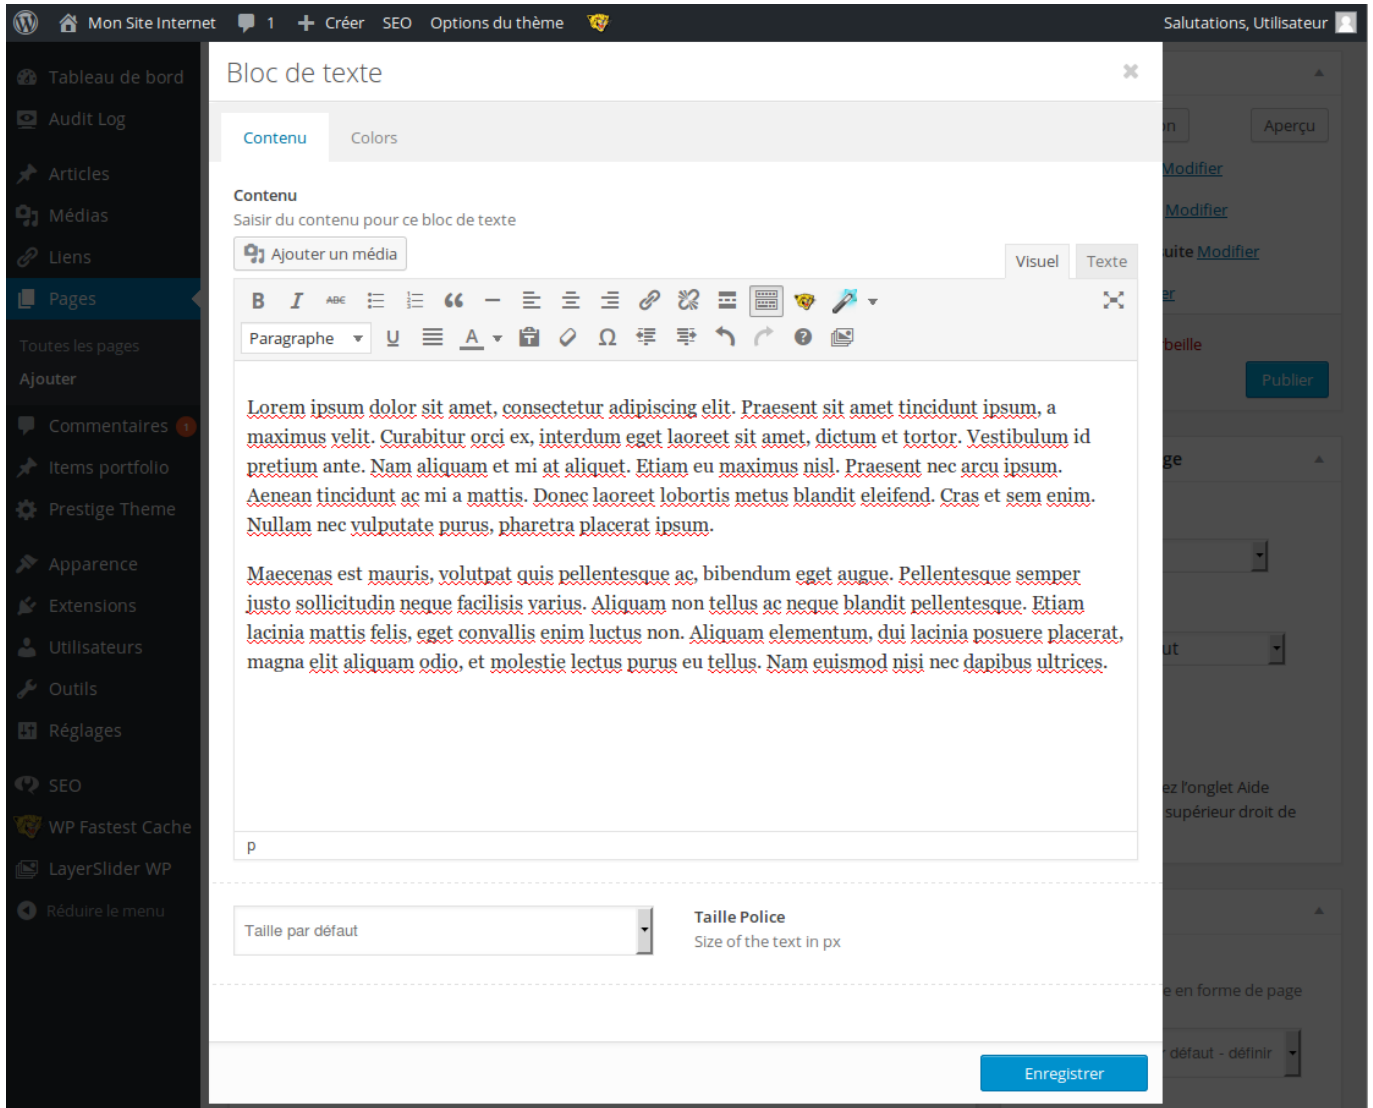 Mon Site Internet 1 Créer SEO Options du thème Salutations, Utilisateur
Tableau de bord
Audit Log
Articles
Médias
Liens
Pages
Toutes les pages
Ajouter
Commentaires 1
Items portfolio
Prestige Theme
Apparence
Extensions
Utilisateurs
Outils
Réglages
SEO
WP Fastest Cache
LayerSlider WP
Réduire le menu
Bloc de texte
Contenu Colors
Contenu
Saisir du contenu pour ce bloc de texte
Ajouter un média
Visuel Texte
B I ABC
Paragraphe U A T Ω ?
Lorem ipsum dolor sit amet, consectetur adipiscing elit. Praesent sit amet tincidunt ipsum, a
maximus velit. Curabitur orci ex, interdum eget laoreet sit amet, dictum et tortor. Vestibulum id
pretium ante. Nam aliquam et mi at aliquet. Etiam eu maximus nisl. Praesent nec arcu ipsum.
Aenean tincidunt ac mi a mattis. Donec laoreet lobortis metus blandit eleifend. Cras et sem enim.
Nullam nec vulputate purus, pharetra placerat ipsum.
Maecenas est mauris, volutpat quis pellentesque ac, bibendum eget augue. Pellentesque semper
justo sollicitudin neque facilisis varius. Aliquam non tellus ac neque blandit pellentesque. Etiam
lacinia mattis felis, eget convallis enim luctus non. Aliquam elementum, dui lacinia posuere placerat,
magna elit aliquam odio, et molestie lectus purus eu tellus. Nam euismod nisi nec dapibus ultrices.
p
Taille par défaut
Taille Police
Size of the text in px
Enregistrer
on Aperçu
Modifier
Modifier
uite Modifier
er
beille
Publier
ge
ut
ez l'onglet Aide
supérieur droit de
e en forme de page
défaut - définir